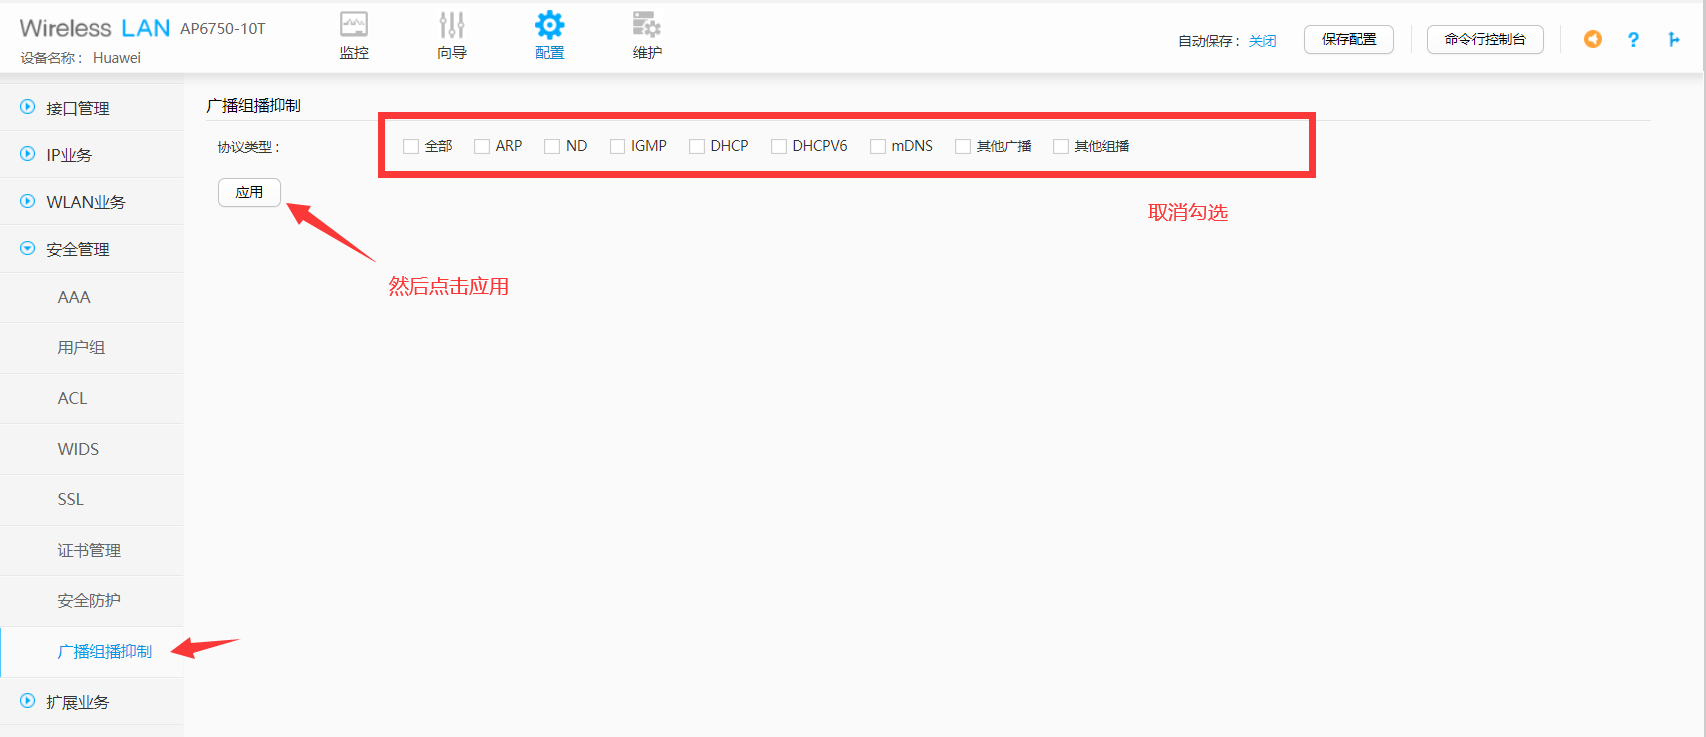 Wireless LAN AP6750-10T
设备名称： Huawei
监控
向导
配置
维护
自动保存： 关闭
保存配置
命令行控制台
?
接口管理
IP业务
WLAN业务
安全管理
AAA
用户组
ACL
WIDS
SSL
证书管理
安全防护
广播组播抑制
扩展业务
广播组播抑制
协议类型： 全部 ARP ND IGMP DHCP DHCPV6 mDNS 其他广播 其他组播
应用
取消勾选
然后点击应用